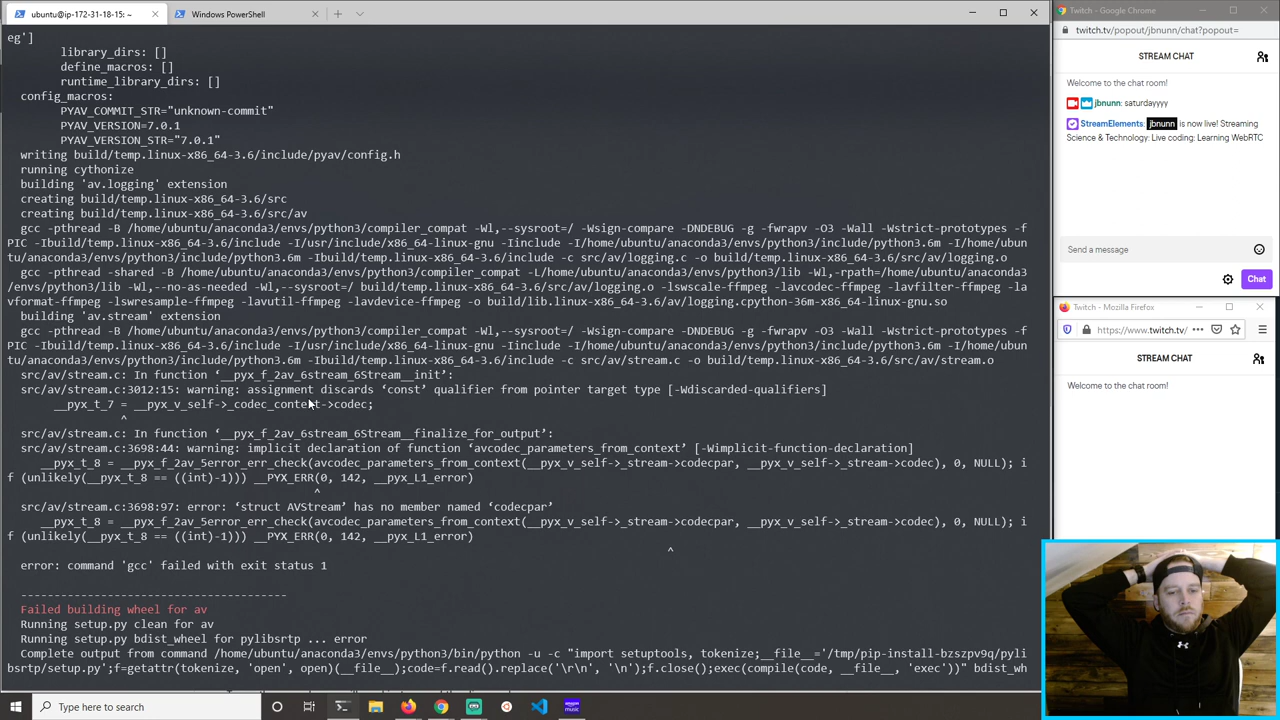 ubuntu@ip-172-31-18-15: ~
Windows PowerShell
eg']
library_dirs: []
define_macros: []
runtime_library_dirs: []
config_macros:
PYAV_COMMIT_STR="unknown-commit"
PYAV_VERSION=7.0.1
PYAV_VERSION_STR="7.0.1"
writing build/temp.linux-x86_64-3.6/include/pyav/config.h
running cythonize
building 'av.logging' extension
creating build/temp.linux-x86_64-3.6/src
creating build/temp.linux-x86_64-3.6/src/av
gcc -pthread -B /home/ubuntu/anaconda3/envs/python3/compiler_compat -Wl,--sysroot=/ -Wsign-compare -DNDEBUG -g -fwrapv -O3 -Wall -Wstrict-prototypes -f
PIC -Ibuild/temp.linux-x86_64-3.6/include -I/usr/include/x86_64-linux-gnu -Iinclude -I/home/ubuntu/anaconda3/envs/python3/include/python3.6m -I/home/ubun
tu/anaconda3/envs/python3/include/python3.6m -Ibuild/temp.linux-x86_64-3.6/include -c src/av/logging.c -o build/temp.linux-x86_64-3.6/src/av/logging.o
gcc -pthread -shared -B /home/ubuntu/anaconda3/envs/python3/compiler_compat -L/home/ubuntu/anaconda3/envs/python3/lib -Wl,-rpath=/home/ubuntu/anaconda3
/envs/python3/lib -Wl,--no-as-needed -Wl,--sysroot=/ build/temp.linux-x86_64-3.6/src/av/logging.o -lswscale-ffmpeg -lavcodec-ffmpeg -lavfilter-ffmpeg -la
vformat-ffmpeg -lswresample-ffmpeg -lavutil-ffmpeg -lavdevice-ffmpeg -o build/lib.linux-x86_64-3.6/av/logging.cpython-36m-x86_64-linux-gnu.so
building 'av.stream' extension
gcc -pthread -B /home/ubuntu/anaconda3/envs/python3/compiler_compat -Wl,--sysroot=/ -Wsign-compare -DNDEBUG -g -fwrapv -O3 -Wall -Wstrict-prototypes -f
PIC -Ibuild/temp.linux-x86_64-3.6/include -I/usr/include/x86_64-linux-gnu -Iinclude -I/home/ubuntu/anaconda3/envs/python3/include/python3.6m -I/home/ubun
tu/anaconda3/envs/python3/include/python3.6m -Ibuild/temp.linux-x86_64-3.6/include -c src/av/stream.c -o build/temp.linux-x86_64-3.6/src/av/stream.o
src/av/stream.c: In function ‘__pyx_f_2av_6stream_6Stream__init’:
src/av/stream.c:3012:15: warning: assignment discards ‘const’ qualifier from pointer target type [-Wdiscarded-qualifiers]
__pyx_t_7 = __pyx_v_self->_codec_context->codec;
^
src/av/stream.c: In function ‘__pyx_f_2av_6stream_6Stream__finalize_for_output’:
src/av/stream.c:3698:44: warning: implicit declaration of function ‘avcodec_parameters_from_context’ [-Wimplicit-function-declaration]
__pyx_t_8 = __pyx_f_2av_5error_err_check(avcodec_parameters_from_context(__pyx_v_self->_stream->codecpar, __pyx_v_self->_stream->codec), 0, NULL); i
f (unlikely(__pyx_t_8 == ((int)-1))) __PYX_ERR(0, 142, __pyx_L1_error)
^
src/av/stream.c:3698:97: error: ‘struct AVStream’ has no member named ‘codecpar’
__pyx_t_8 = __pyx_f_2av_5error_err_check(avcodec_parameters_from_context(__pyx_v_self->_stream->codecpar, __pyx_v_self->_stream->codec), 0, NULL); i
f (unlikely(__pyx_t_8 == ((int)-1))) __PYX_ERR(0, 142, __pyx_L1_error)
^
error: command 'gcc' failed with exit status 1
----------------------------------------
Failed building wheel for av
Running setup.py clean for av
Running setup.py bdist_wheel for pylibsrtp ... error
Complete output from command /home/ubuntu/anaconda3/envs/python3/bin/python -u -c "import setuptools, tokenize;__file__='/tmp/pip-install-bzszpv9q/pyli
bsrtp/setup.py';f=getattr(tokenize, 'open', open)(__file__);code=f.read().replace('\r\n', '\n');f.close();exec(compile(code, __file__, 'exec'))" bdist_wh
Twitch - Google Chrome
twitch.tv/popout/jbnunn/chat?popout=
STREAM CHAT
Welcome to the chat room!
jbnunn: saturdayyyy
StreamElements: jbnunn is now live! Streaming
Science & Technology: Live coding: Learning WebRTC
Send a message
Chat
Twitch - Mozilla Firefox
https://www.twitch.tv/
STREAM CHAT
Welcome to the chat room!
Type here to search
amazon
music